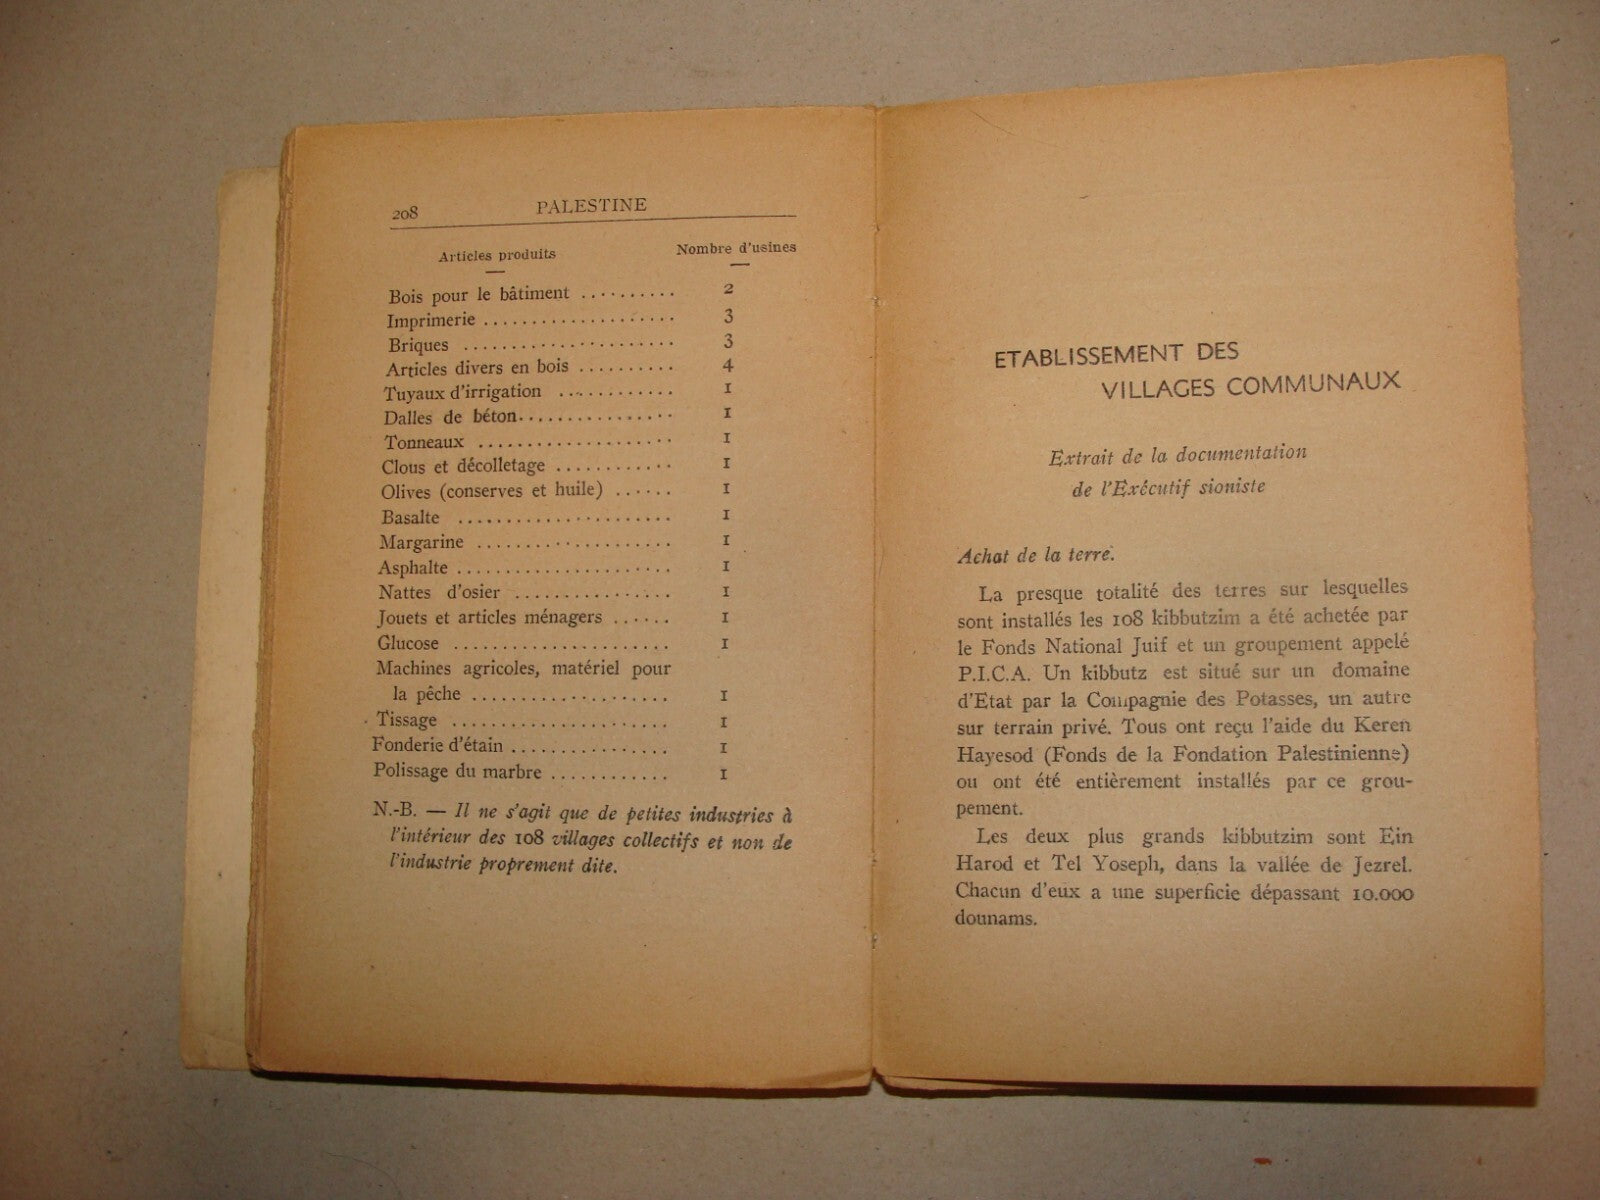 208 PALESTINE
Articles produits Nombre d'usines
Bois pour le bâtiment .......... 2
Imprimerie .................... 3
Briques ...................... 3
Articles divers en bois .......... 4
Tuyaux d'irrigation ............ 1
Dalles de béton................ 1
Tonneaux .................... 1
Clous et décolletage ............ 1
Olives (conserves et huile) ...... 1
Basalte ...................... 1
Margarine .................... 1
Asphalte ...................... 1
Nattes d'osier ................ 1
Jouets et articles ménagers ...... 1
Glucose ...................... 1
Machines agricoles, matériel pour
la pêche .................... 1
Tissage ...................... 1
Fonderie d'étain ................ 1
Polissage du marbre ............ 1
N.-B. — Il ne s'agit que de petites industries à
l'intérieur des 108 villages collectifs et non de
l'industrie proprement dite.
ETABLISSEMENT DES
VILLAGES COMMUNAUX
Extrait de la documentation
de l'Exécutif sioniste
Achat de la terre.
La presque totalité des terres sur lesquelles
sont installés les 108 kibbutzim a été achetée par
le Fonds National Juif et un groupement appelé
P.I.C.A. Un kibbutz est situé sur un domaine
d'Etat par la Compagnie des Potasses, un autre
sur terrain privé. Tous ont reçu l'aide du Keren
Hayesod (Fonds de la Fondation Palestinienne)
ou ont été entièrement installés par ce grou-
pement.
Les deux plus grands kibbutzim sont Ein
Harod et Tel Yoseph, dans la vallée de Jezrel.
Chacun d'eux a une superficie dépassant 10.000
dounams.